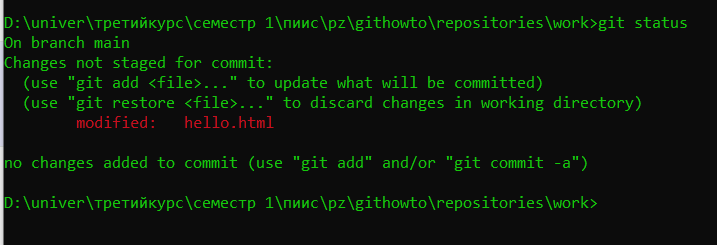 D:\univer\третийкурс\семестр 1\пиис\pz\githowto\repositories\work>git status
On branch main
Changes not staged for commit:
  (use "git add <file>..." to update what will be committed)
  (use "git restore <file>..." to discard changes in working directory)
        modified:   hello.html

no changes added to commit (use "git add" and/or "git commit -a")

D:\univer\третийкурс\семестр 1\пиис\pz\githowto\repositories\work>